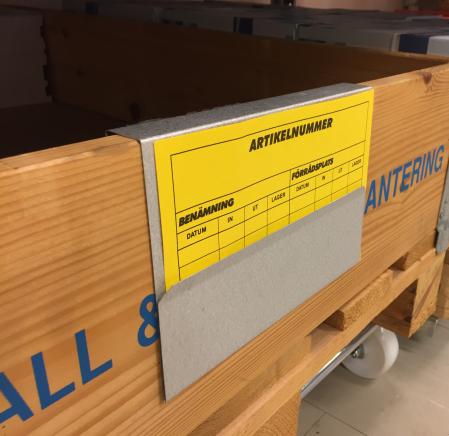 ARTIKELNUMMER
BENÄMNING FÖRRÅDSPLATS
DATUM IN UT LAGER DATUM IN UT LAGER
ALL & ANTERING